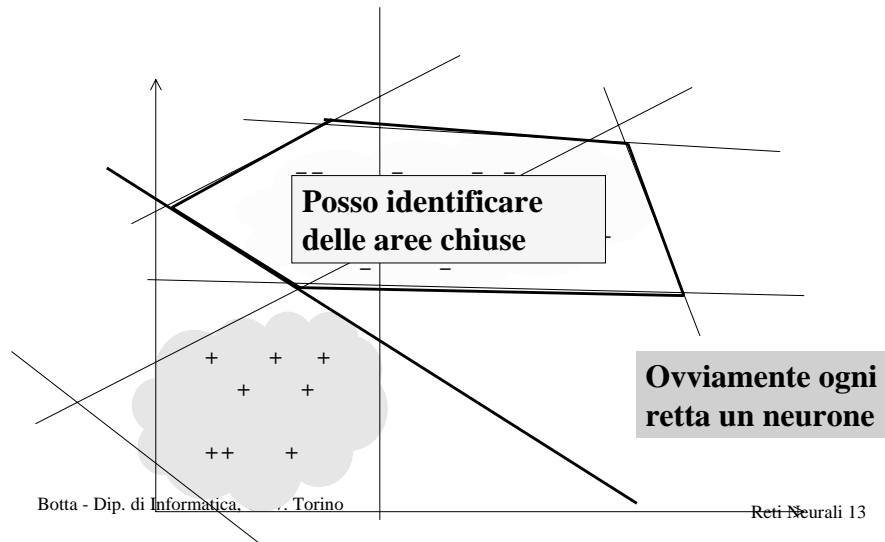 Posso identificare
delle aree chiuse
+ + +
+ +
++ +
Ovviamente ogni
retta un neurone
Botta - Dip. di Informatica, Torino
Reti Neurali 13